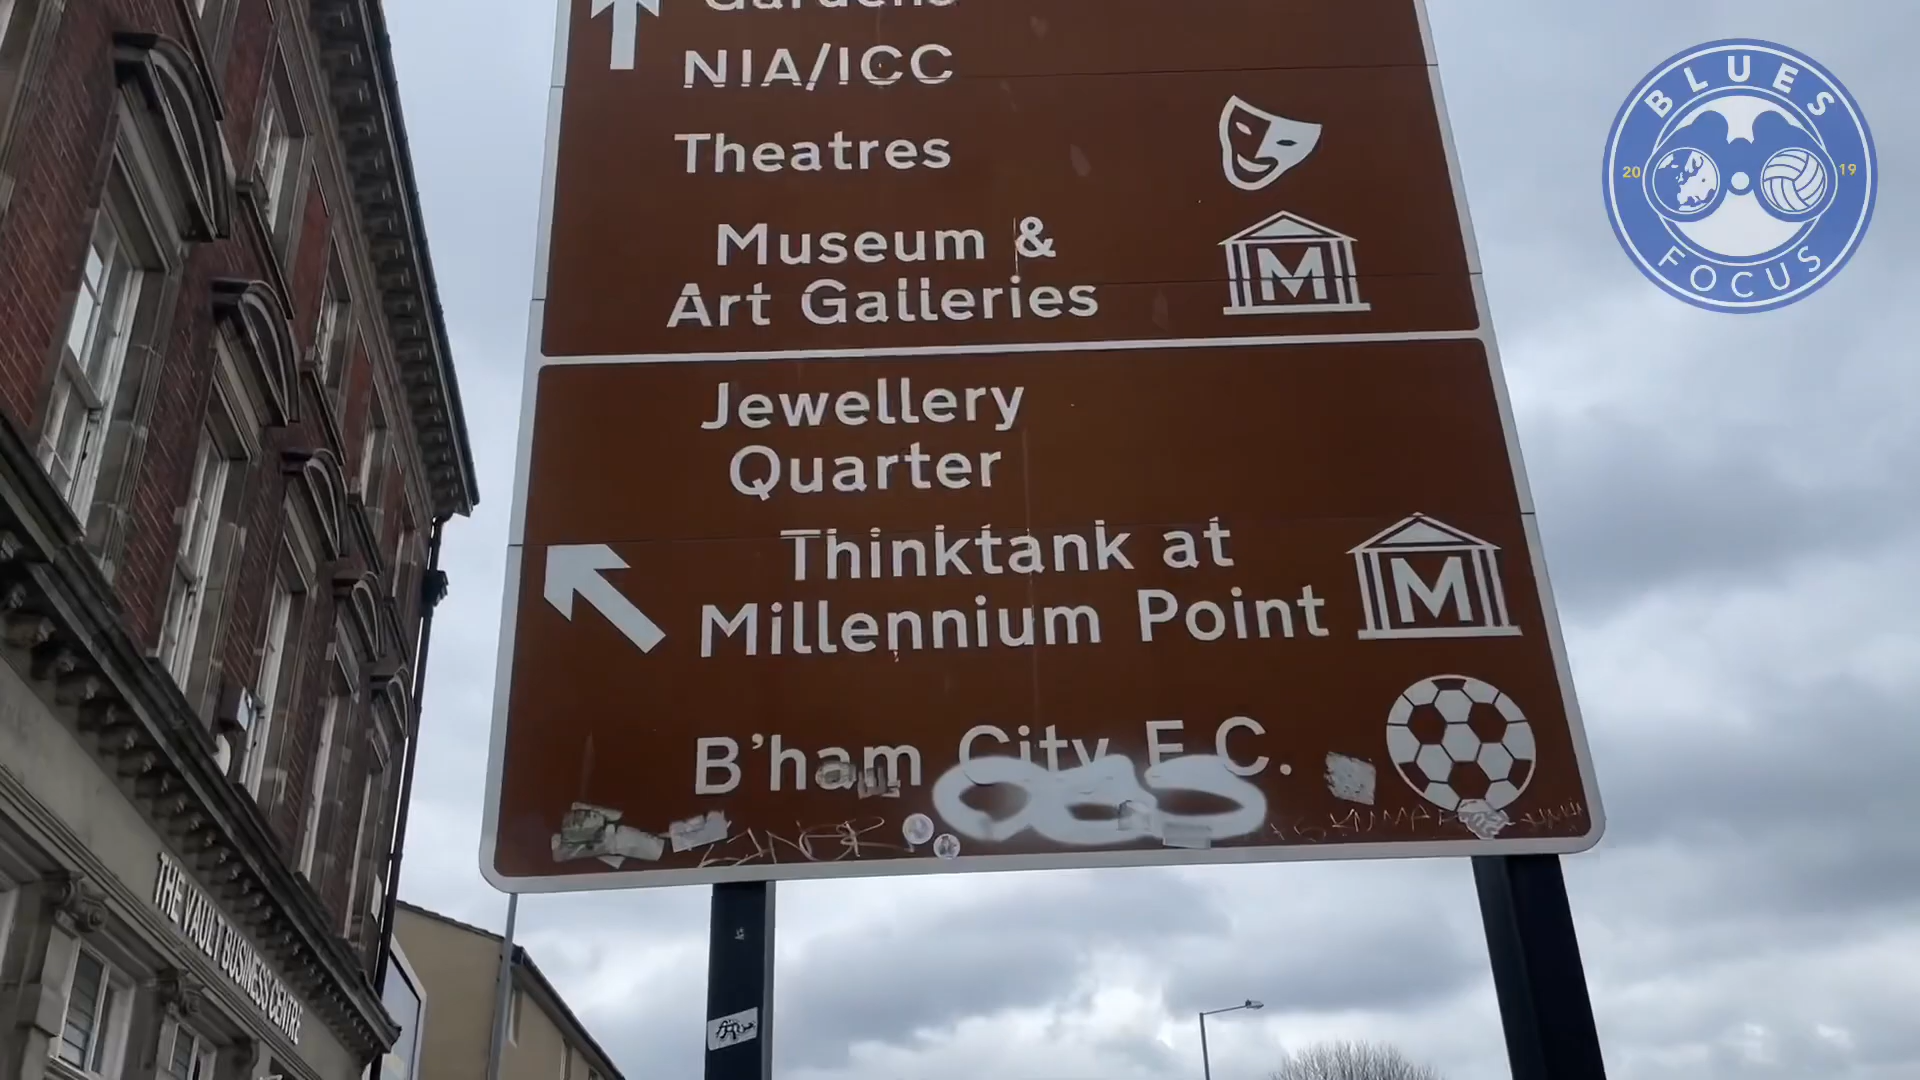 Gardens
NIA/ICC
Theatres
Museum &
Art Galleries
M
Jewellery
Quarter
Thinktank at
Millennium Point
M
B'ham City F.C.
THE VAULT BUSINESS CENTRE
BLUES
20 19
FOCUS